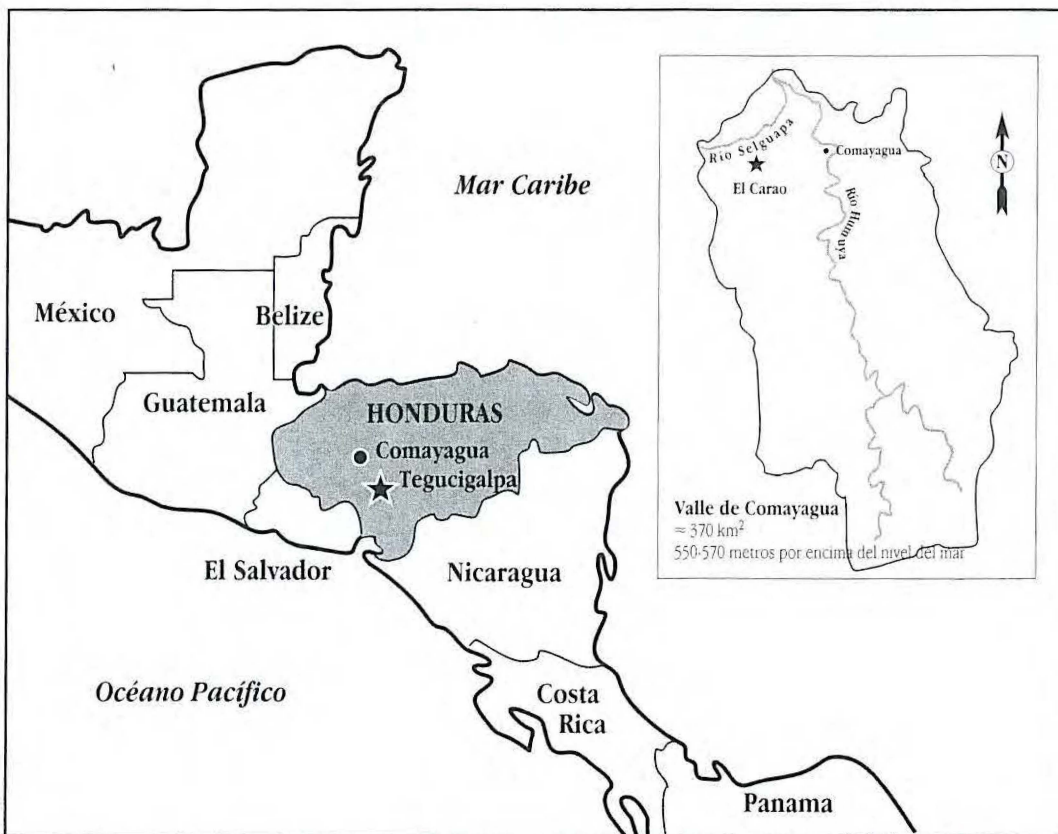 Mar Caribe
México
Belize
Guatemala
HONDURAS
Comayagua
Tegucigalpa
El Salvador
Nicaragua
Océano Pacífico
Costa
Rica
Panama
Río Selguapa
Comayagua
El Carao
Río Humuya
N
Valle de Comayagua
≈ 370 km²
550-570 metros por encima del nivel del mar